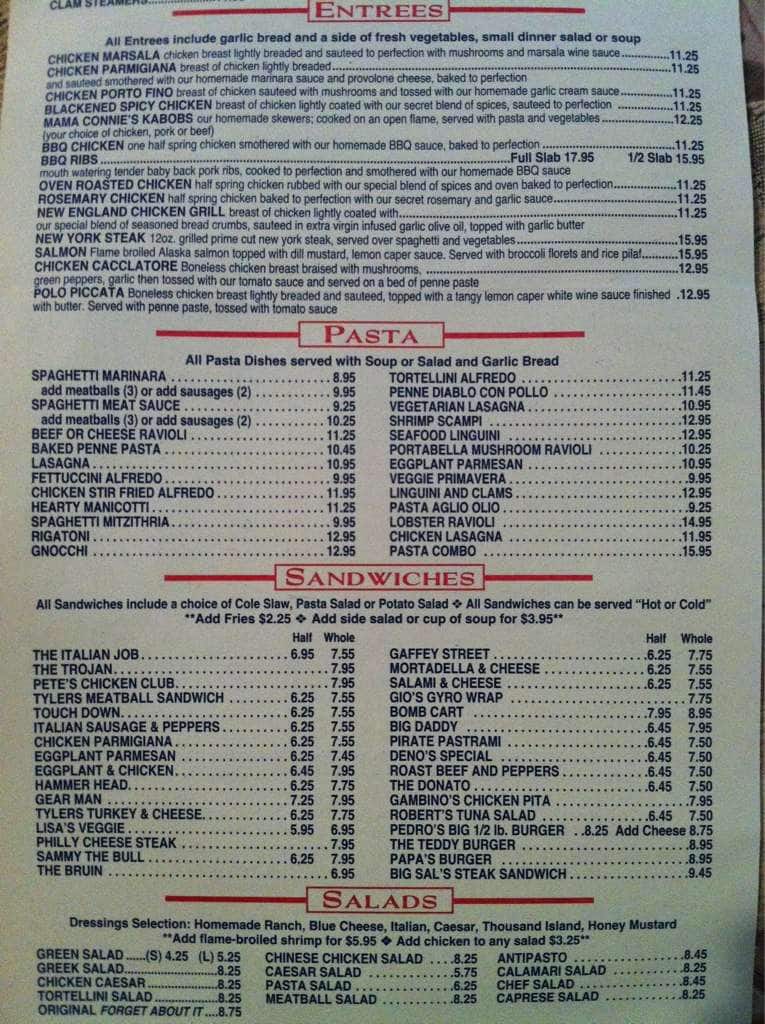 CLAM STEAMERS
ENTREES
All Entrees include garlic bread and a side of fresh vegetables, small dinner salad or soup
CHICKEN MARSALA chicken breast lightly breaded and sauteed to perfection with mushrooms and marsala wine sauce...11.25
CHICKEN PARMIGIANA breast of chicken lightly breaded...11.25
and sauteed smothered with our homemade marinara sauce and provolone cheese, baked to perfection
CHICKEN PORTO FINO breast of chicken sauteed with mushrooms and tossed with our homemade garlic cream sauce...11.25
BLACKENED SPICY CHICKEN breast of chicken lightly coated with our secret blend of spices, sauteed to perfection ...11.25
MAMA CONNIE'S KABOBS our homemade skewers; cooked on an open flame, served with pasta and vegetables...12.25
(your choice of chicken, pork or beef)
BBQ CHICKEN one half spring chicken smothered with our homemade BBQ sauce, baked to perfection...11.25
BBQ RIBS...Full Slab 17.95 1/2 Slab 15.95
mouth watering tender baby back pork ribs, cooked to perfection and smothered with our homemade BBQ sauce
OVEN ROASTED CHICKEN half spring chicken rubbed with our special blend of spices and oven baked to perfection...11.25
ROSEMARY CHICKEN half spring chicken baked to perfection with our secret rosemary and garlic sauce...11.25
NEW ENGLAND CHICKEN GRILL breast of chicken lightly coated with...11.25
our special blend of seasoned bread crumbs, sauteed in extra virgin infused garlic olive oil, topped with garlic butter
NEW YORK STEAK 12oz. grilled prime cut new york steak, served over spaghetti and vegetables...15.95
SALMON Flame broiled Alaska salmon topped with dill mustard, lemon caper sauce. Served with broccoli florets and rice pilaf...15.95
CHICKEN CACCLATORE Boneless chicken breast braised with mushrooms, ...12.95
green peppers, garlic then tossed with our tomato sauce and served on a bed of penne paste
POLO PICCATA Boneless chicken breast lightly breaded and sauteed, topped with a tangy lemon caper white wine sauce finished .12.95
with butter. Served with penne paste, tossed with tomato sauce
PASTA
All Pasta Dishes served with Soup or Salad and Garlic Bread
SPAGHETTI MARINARA ...8.95
add meatballs (3) or add sausages (2) ...9.95
SPAGHETTI MEAT SAUCE ...9.25
add meatballs (3) or add sausages (2) ...10.25
BEEF OR CHEESE RAVIOLI ...11.25
BAKED PENNE PASTA ...10.45
LASAGNA ...10.95
FETTUCCINI ALFREDO ...9.95
CHICKEN STIR FRIED ALFREDO ...11.95
HEARTY MANICOTTI ...11.25
SPAGHETTI MITZITHRIA ...9.95
RIGATONI ...12.95
GNOCCHI ...12.95
TORTELLINI ALFREDO ...11.25
PENNE DIABLO CON POLLO ...11.45
VEGETARIAN LASAGNA ...10.95
SHRIMP SCAMPI ...12.95
SEAFOOD LINGUINI ...12.95
PORTABELLA MUSHROOM RAVIOLI ...10.25
EGGPLANT PARMESAN ...10.95
VEGGIE PRIMAVERA ...9.95
LINGUINI AND CLAMS ...12.95
PASTA AGLIO OLIO ...9.25
LOBSTER RAVIOLI ...14.95
CHICKEN LASAGNA ...11.95
PASTA COMBO ...15.95
SANDWICHES
All Sandwiches include a choice of Cole Slaw, Pasta Salad or Potato Salad ❖ All Sandwiches can be served "Hot or Cold"
**Add Fries $2.25 ❖ Add side salad or cup of soup for $3.95**
Half Whole
THE ITALIAN JOB...6.95 7.55
THE TROJAN...7.95
PETE'S CHICKEN CLUB...7.95
TYLERS MEATBALL SANDWICH ...6.25 7.55
TOUCH DOWN...6.25 7.55
ITALIAN SAUSAGE & PEPPERS...6.25 7.55
CHICKEN PARMIGIANA ...6.25 7.55
EGGPLANT PARMESAN ...6.25 7.45
EGGPLANT & CHICKEN...6.45 7.95
HAMMER HEAD...6.25 7.75
GEAR MAN ...7.25 7.95
TYLERS TURKEY & CHEESE...6.25 7.75
LISA'S VEGGIE...5.95 6.95
PHILLY CHEESE STEAK ...7.95
SAMMY THE BULL ...6.25 7.95
THE BRUIN ...6.95
Half Whole
GAFFEY STREET ...6.25 7.75
MORTADELLA & CHEESE ...6.25 7.55
SALAMI & CHEESE ...6.25 7.55
GIO'S GYRO WRAP ...7.75
BOMB CART ...7.95 8.95
BIG DADDY ...6.45 7.95
PIRATE PASTRAMI ...6.45 7.50
DENO'S SPECIAL ...6.45 7.50
ROAST BEEF AND PEPPERS ...6.45 7.50
THE DONATO ...6.45 7.50
GAMBINO'S CHICKEN PITA ...7.95
ROBERT'S TUNA SALAD ...6.45 7.50
PEDRO'S BIG 1/2 lb. BURGER ..8.25 Add Cheese 8.75
THE TEDDY BURGER ...8.95
PAPA'S BURGER ...8.95
BIG SAL'S STEAK SANDWICH ...9.45
SALADS
Dressings Selection: Homemade Ranch, Blue Cheese, Italian, Caesar, Thousand Island, Honey Mustard
**Add flame-broiled shrimp for $5.95 ❖ Add chicken to any salad $3.25**
GREEN SALAD ......(S) 4.25 (L) 5.25
GREEK SALAD...8.25
CHICKEN CAESAR ...8.25
TORTELLINI SALAD ...8.25
ORIGINAL FORGET ABOUT IT ....8.75
CHINESE CHICKEN SALAD ....8.25
CAESAR SALAD ...5.75
PASTA SALAD ...6.25
MEATBALL SALAD ...8.25
ANTIPASTO ...8.45
CALAMARI SALAD ...8.25
CHEF SALAD ...8.45
CAPRESE SALAD ...8.25